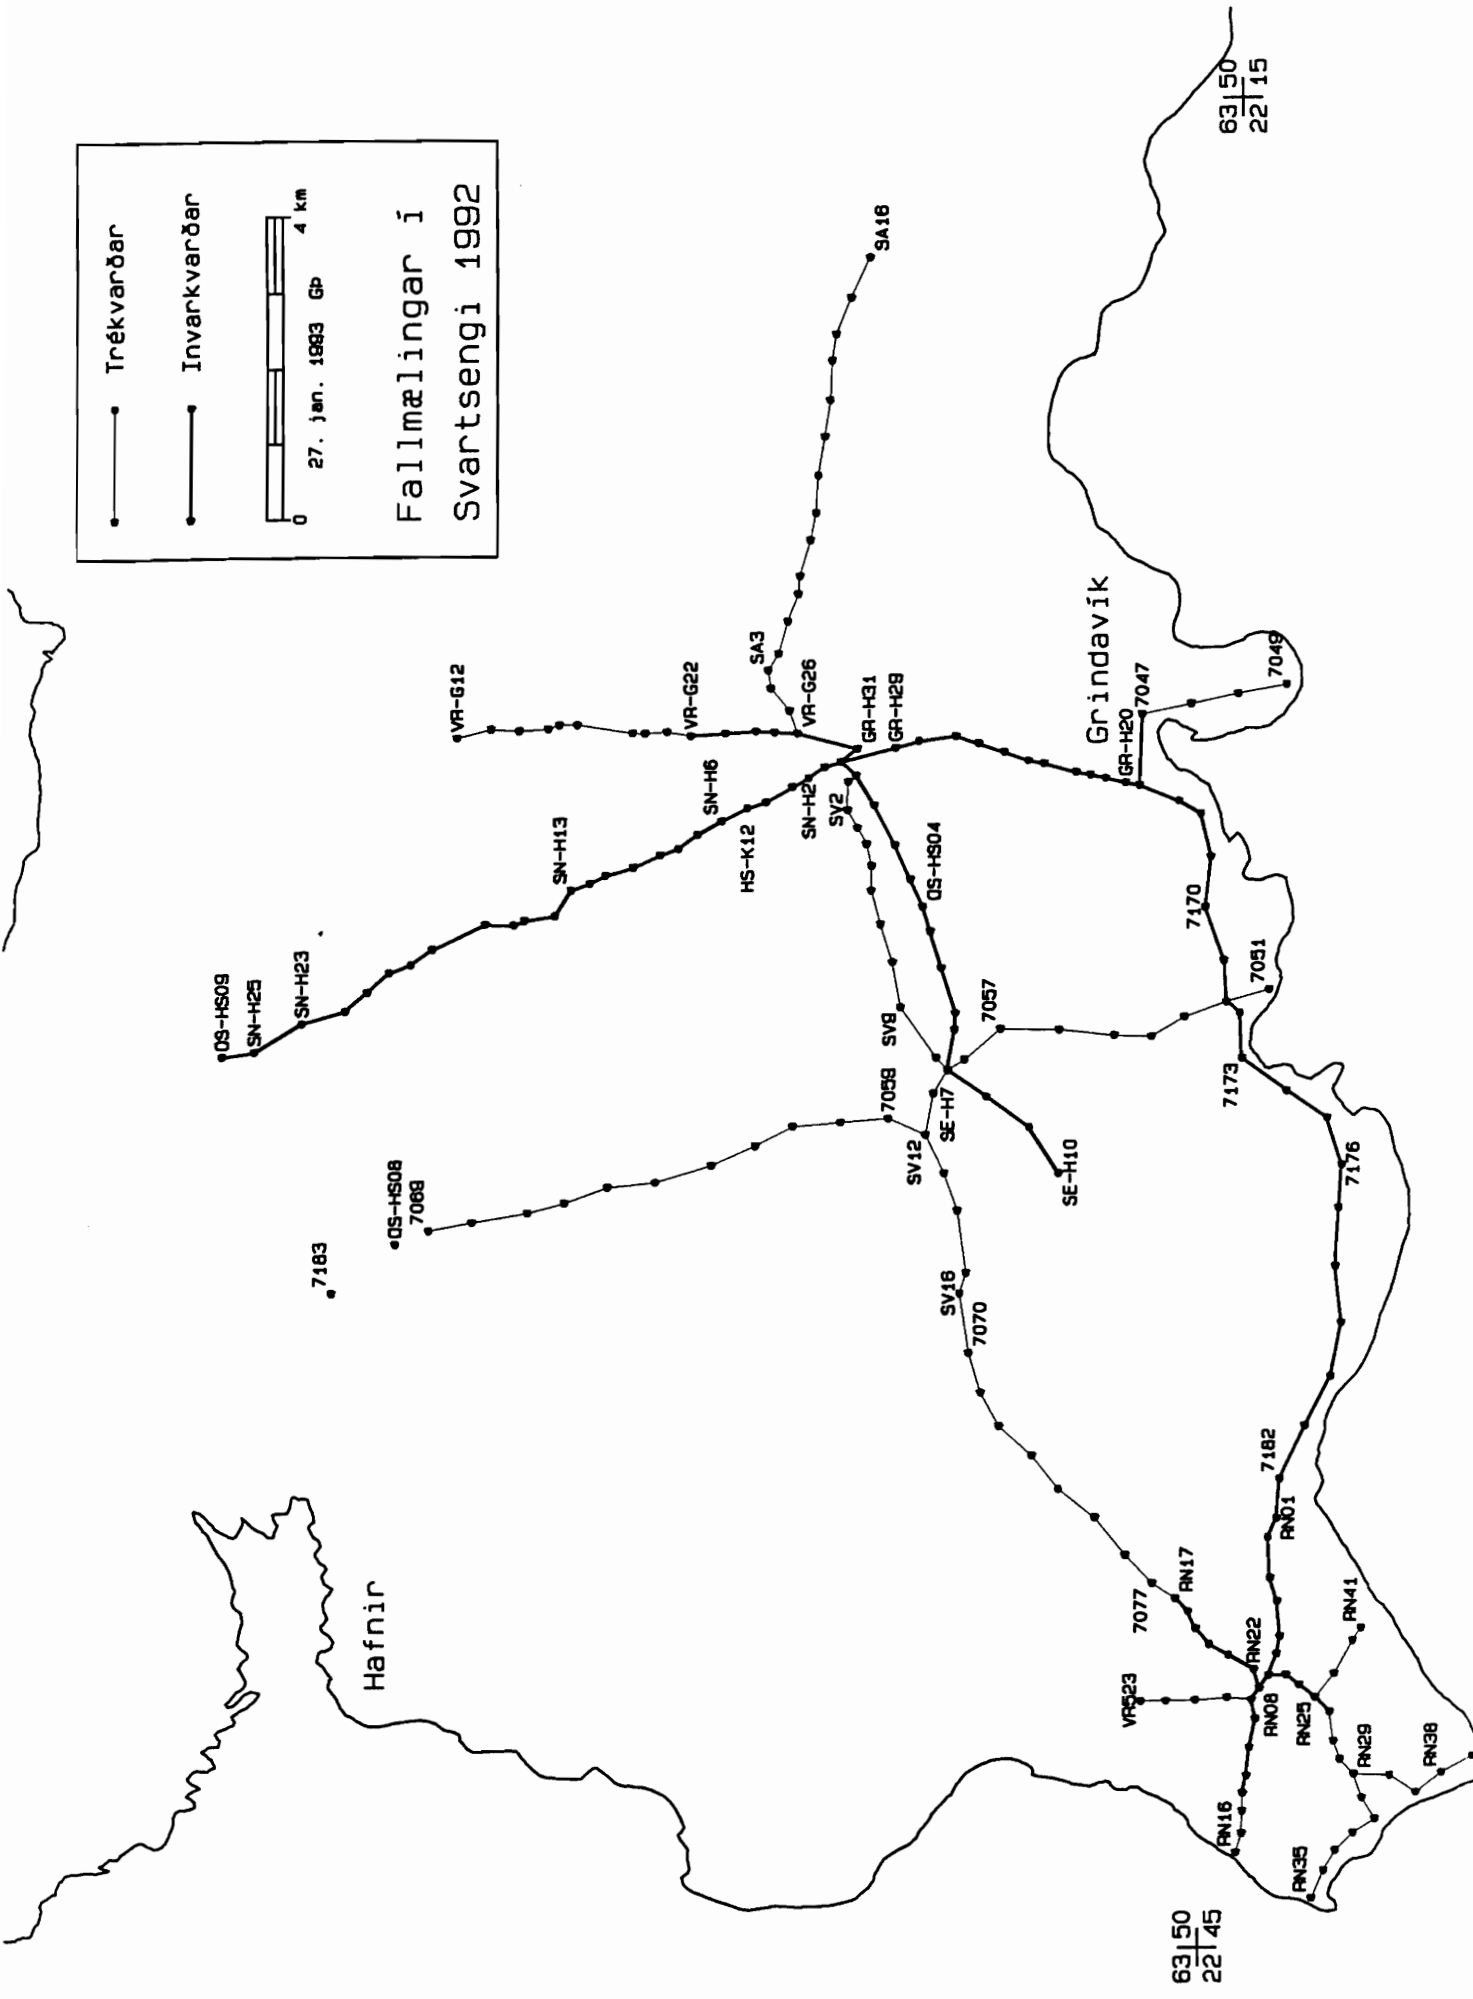 Trékvarðar
Invarkvarðar
0
4 km
27. jan. 1993 GÞ
Fallmælingar í
Svartsengi 1992
Hafnir
Grindavík
63 50
22 15
63 50
22 45
OS-HS09
SN-H25
SN-H23
SN-H13
SN-H6
HS-K12
SN-H2
VR-G12
VR-G22
VR-G26
SA3
SA16
GR-H31
GR-H29
GR-H20
7047
7049
SV2
OS-HS04
SV9
7057
7051
7170
7173
7176
7059
SE-H7
SV12
SE-H10
7183
OS-HS08
7069
SV16
7070
7182
RN01
7077
RN17
RN22
VR523
RN08
RN25
RN41
RN29
RN38
RN16
RN35